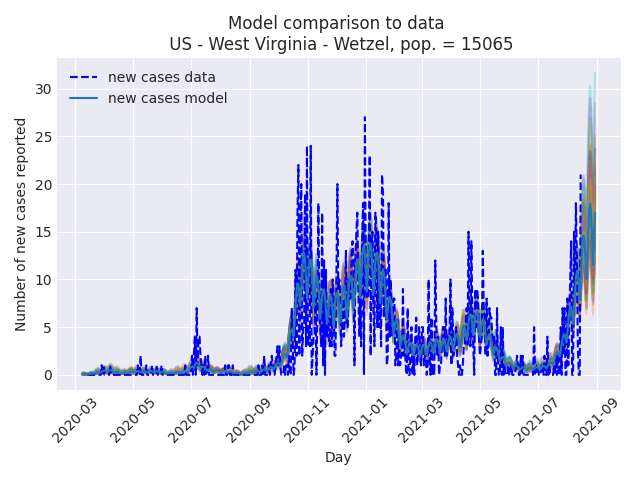 Model comparison to data
US - West Virginia - Wetzel, pop. = 15065
new cases data
new cases model
Number of new cases reported
30
25
20
15
10
5
0
2020-03
2020-05
2020-07
2020-09
2020-11
2021-01
2021-03
2021-05
2021-07
2021-09
Day